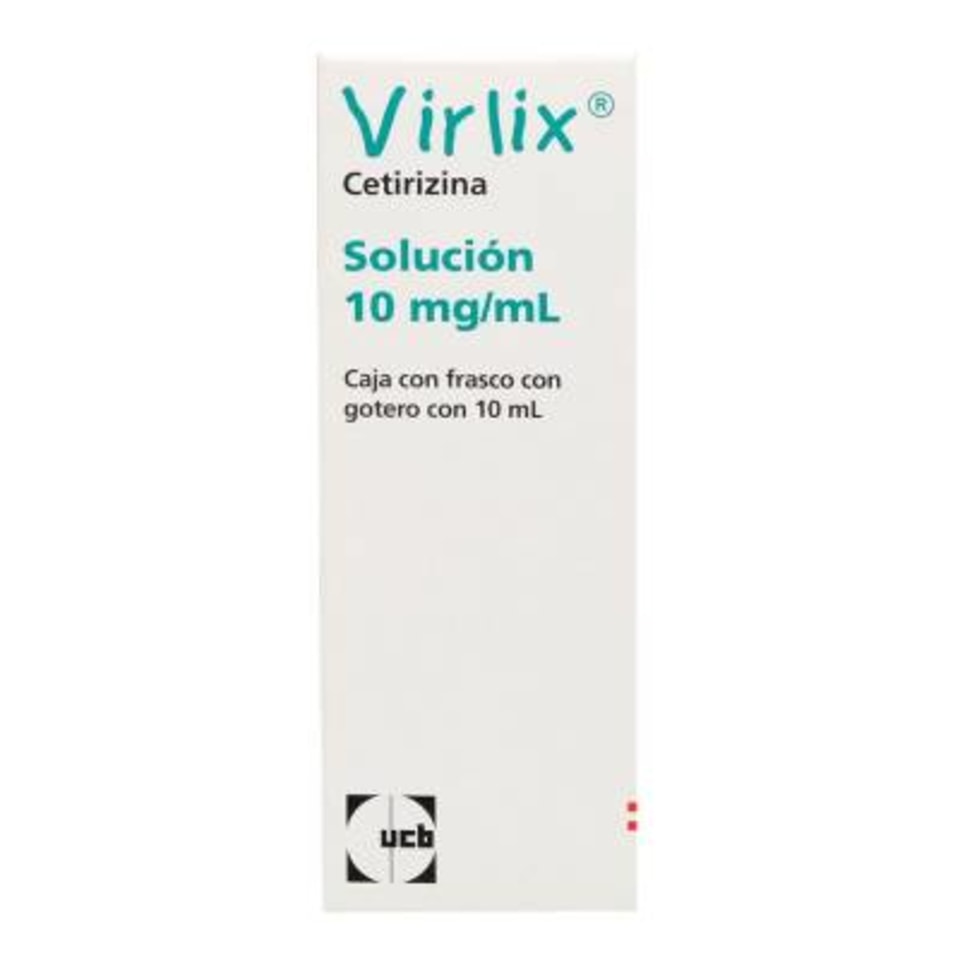 Virlix®
Cetirizina
Solución
10 mg/mL
Caja con frasco con
gotero con 10 mL
ucb